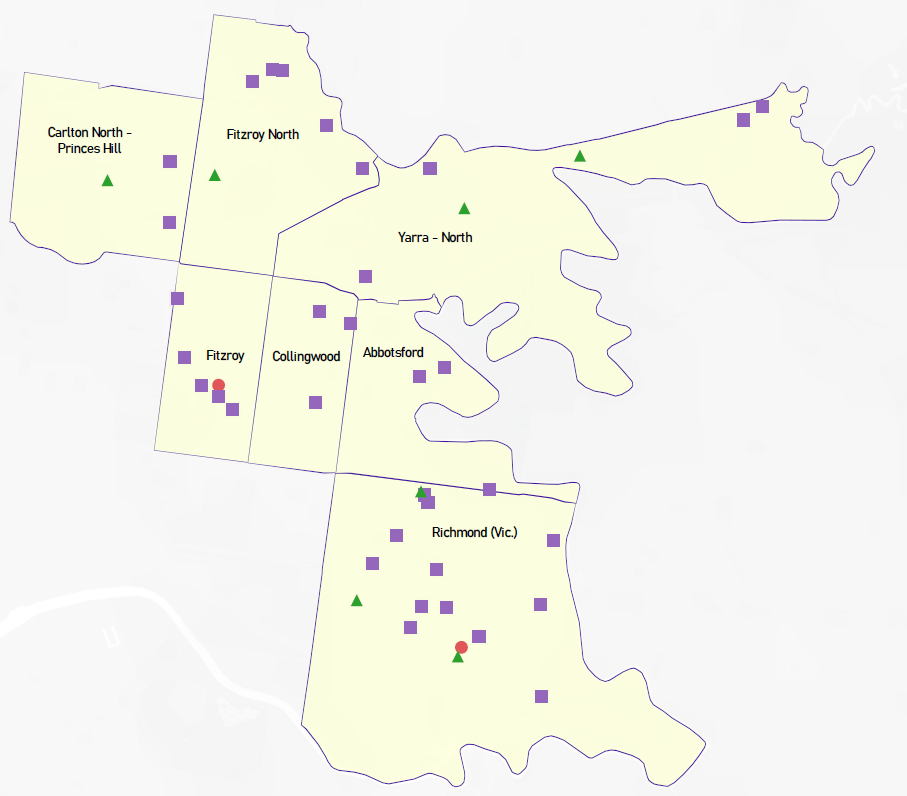 Carlton North -
Princes Hill
Fitzroy North
Yarra - North
Fitzroy
Collingwood
Abbotsford
Richmond (Vic.)